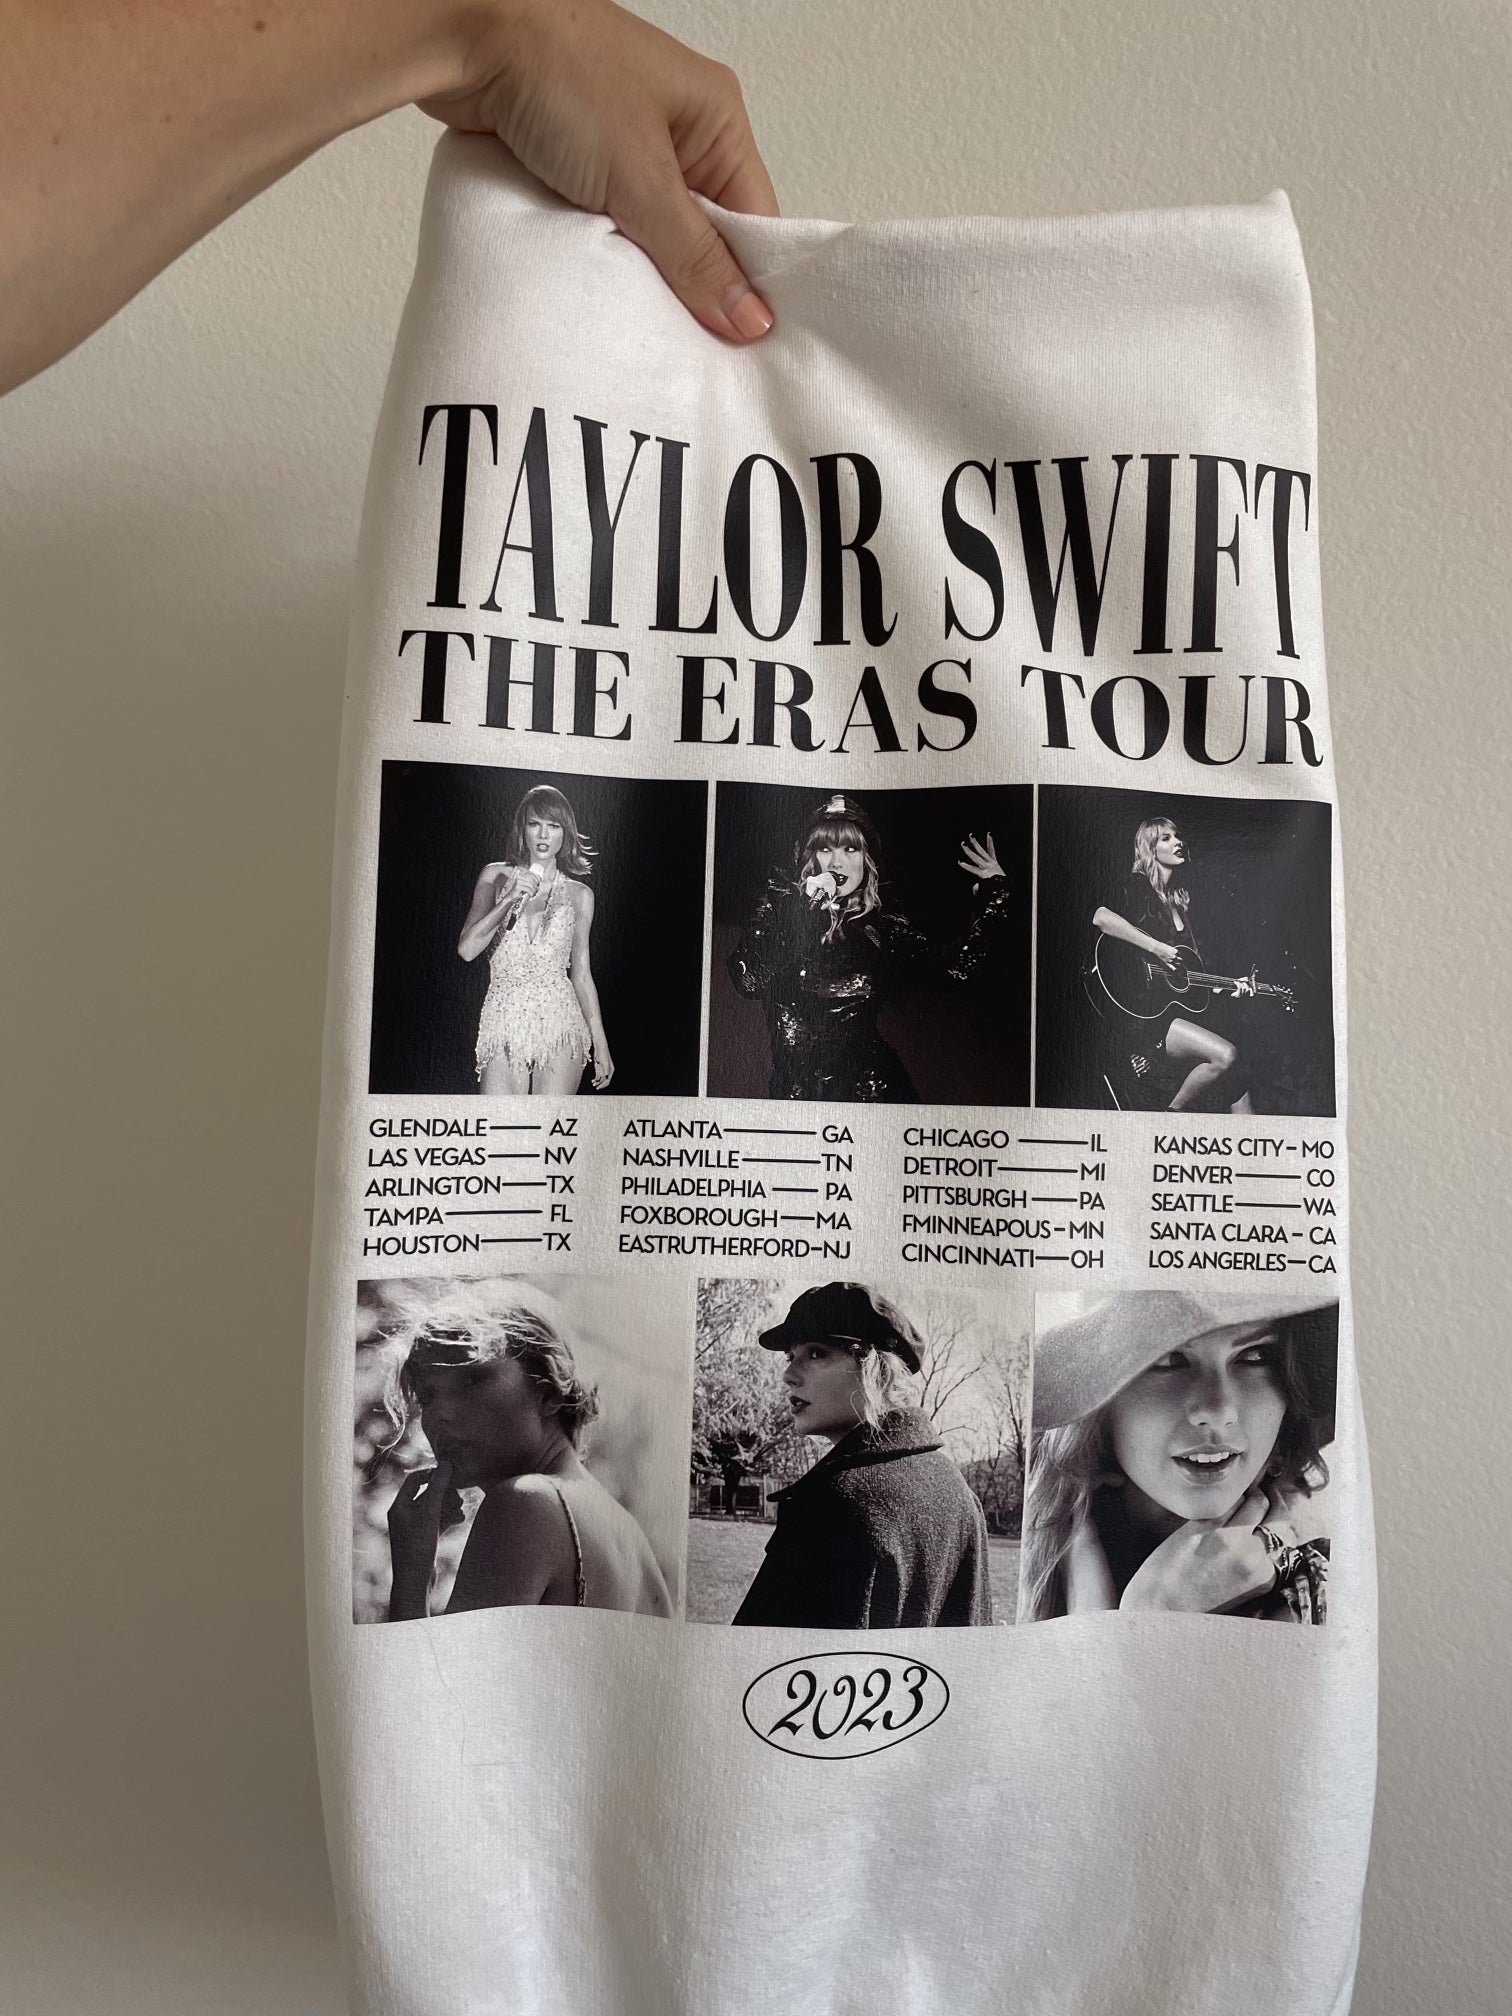 TAYLOR SWIFT
THE ERAS TOUR
GLENDALE — AZ
LAS VEGAS — NV
ARLINGTON — TX
TAMPA — FL
HOUSTON — TX
ATLANTA — GA
NASHVILLE — TN
PHILADELPHIA — PA
FOXBOROUGH — MA
EASTRUTHERFORD – NJ
CHICAGO — IL
DETROIT — MI
PITTSBURGH — PA
FMINNEAPOUS – MN
CINCINNATI — OH
KANSAS CITY – MO
DENVER — CO
SEATTLE — WA
SANTA CLARA – CA
LOS ANGERLES — CA
2023